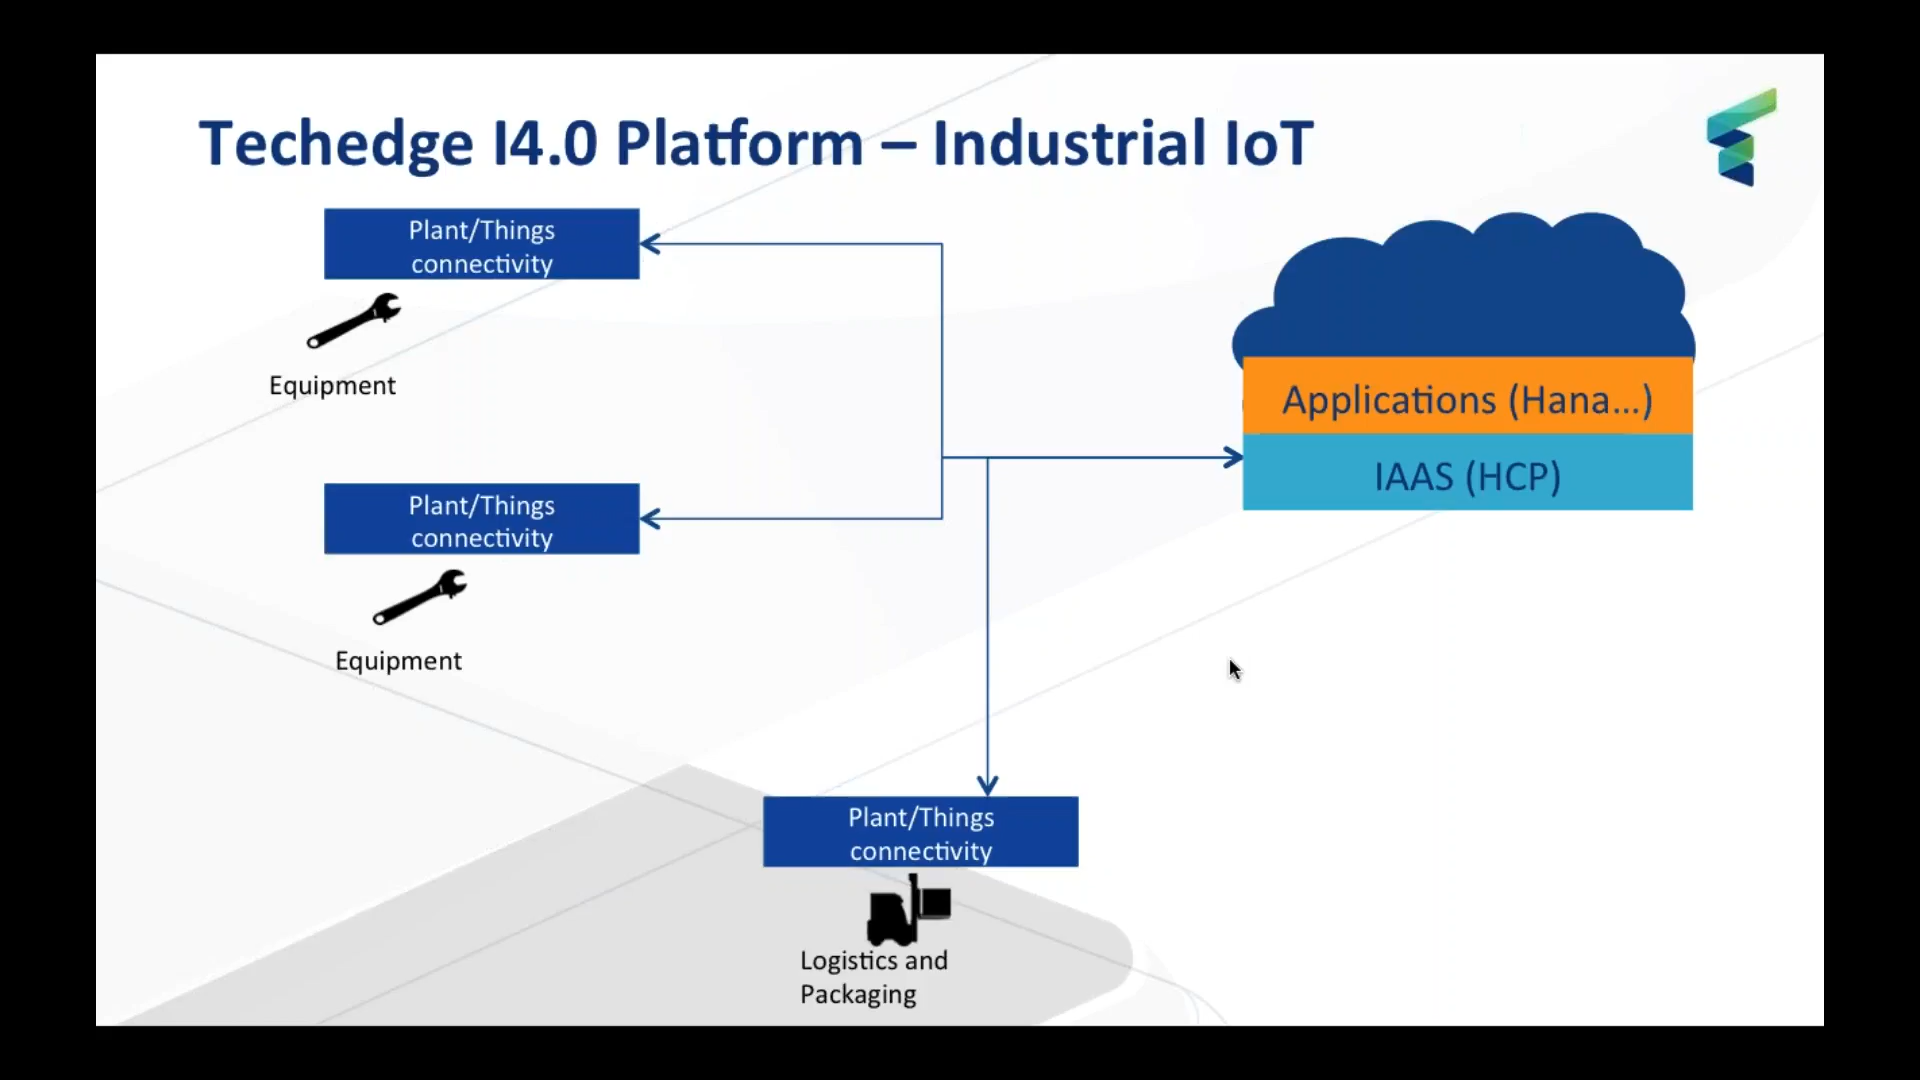 Techedge I4.0 Platform – Industrial IoT
Plant/Things
connectivity
Equipment
Applications (Hana...)
IAAS (HCP)
Plant/Things
connectivity
Equipment
Plant/Things
connectivity
Logistics and
Packaging